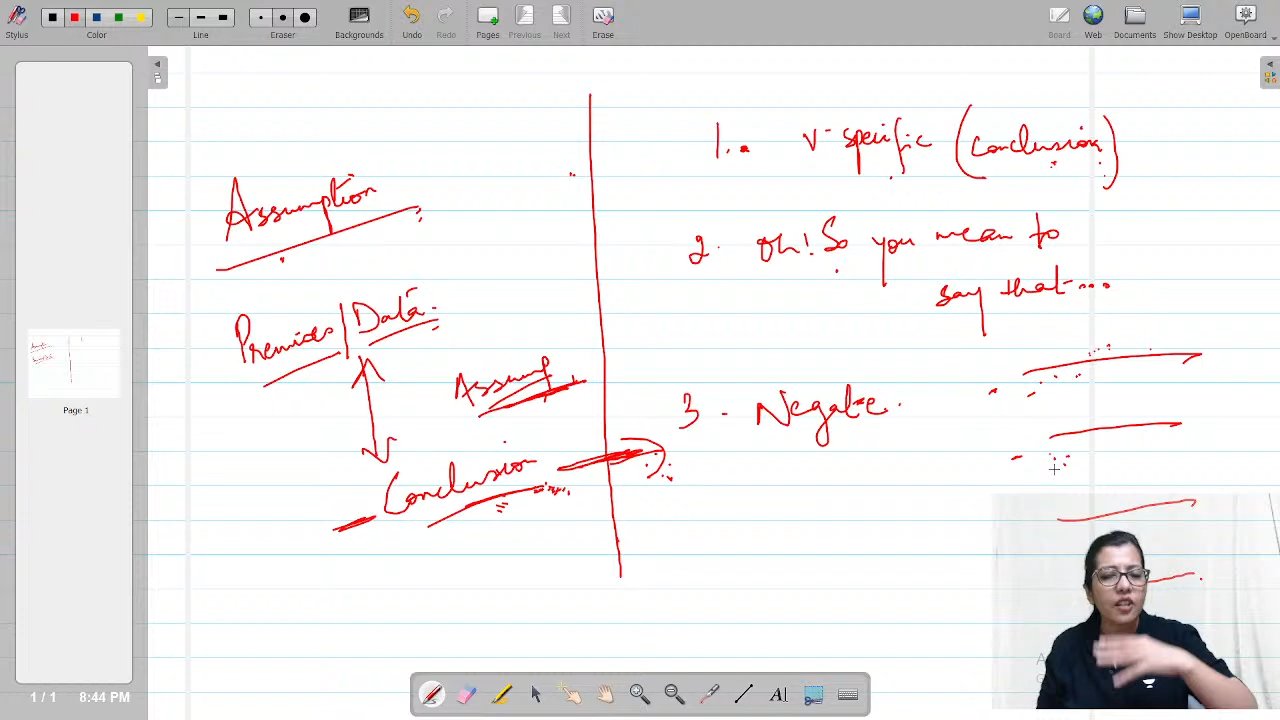 Stylus
Color
Line
Eraser
Backgrounds
Undo
Redo
Pages
Previous
Next
Erase
Board
Web
Documents
Show Desktop
OpenBoard
Assumption
Premises/Data
Assump
Conclusion
1. V-specific (Conclusion)
2. Oh! So you mean to
say that...
3 - Negate.
Page 1
1 / 1
8:44 PM